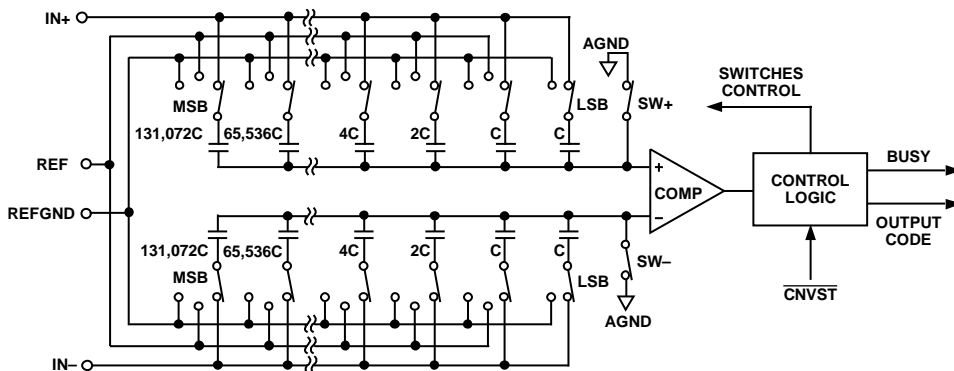 IN+
AGND
SWITCHES
CONTROL
MSB
LSB
SW+
131,072C 65,536C 4C 2C C C
REF
+
COMP
−
CONTROL
LOGIC
BUSY
REFGND
OUTPUT
CODE
131,072C 65,536C 4C 2C C C
SW−
MSB
LSB
CNVST
AGND
IN−